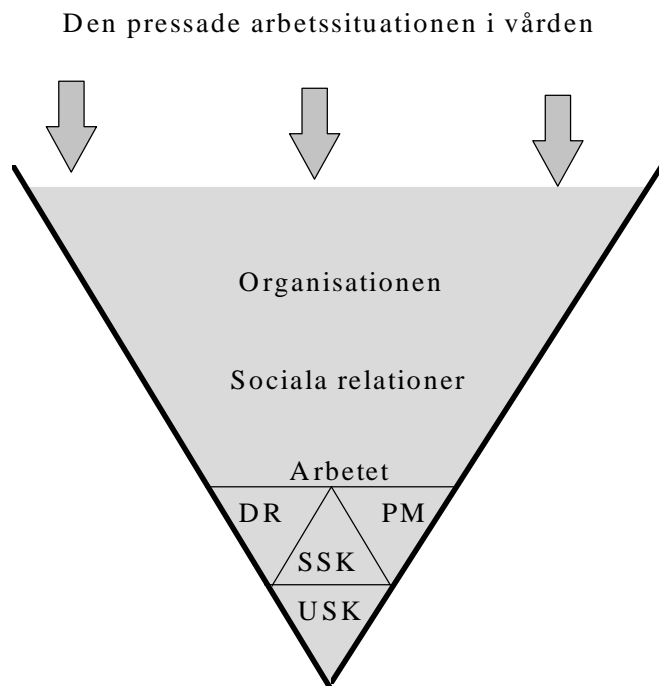 Den pressade arbetssituationen i vården
Organisationen
Sociala relationer
Arbetet
DR PM
SSK
USK